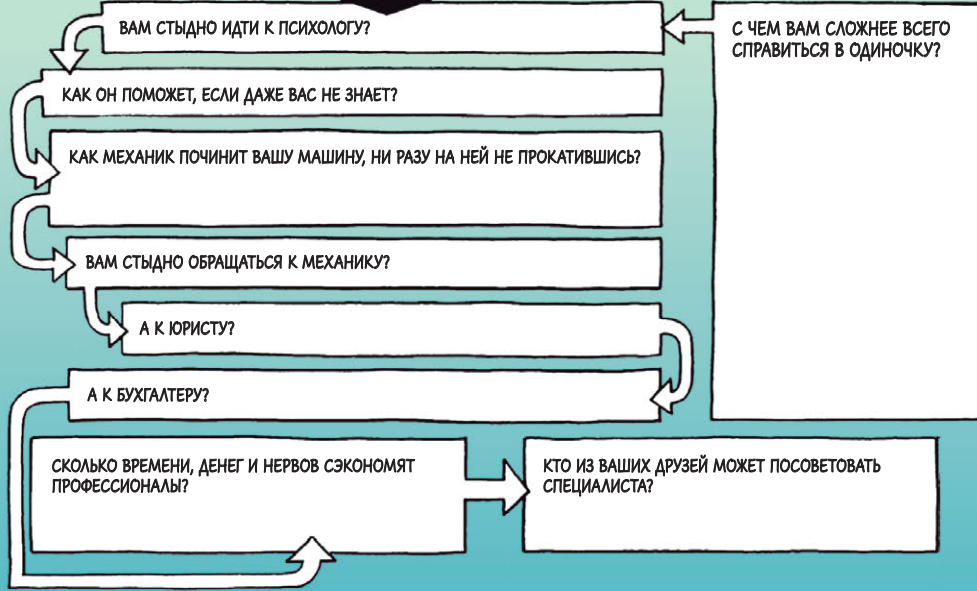 С ЧЕМ ВАМ СЛОЖНЕЕ ВСЕГО
СПРАВИТЬСЯ В ОДИНОЧКУ?
ВАМ СТЫДНО ИДТИ К ПСИХОЛОГУ?
КАК ОН ПОМОЖЕТ, ЕСЛИ ДАЖЕ ВАС НЕ ЗНАЕТ?
КАК МЕХАНИК ПОЧИНИТ ВАШУ МАШИНУ, НИ РАЗУ НА НЕЙ НЕ ПРОКАТИВШИСЬ?
ВАМ СТЫДНО ОБРАЩАТЬСЯ К МЕХАНИКУ?
А К ЮРИСТУ?
А К БУХГАЛТЕРУ?
СКОЛЬКО ВРЕМЕНИ, ДЕНЕГ И НЕРВОВ СЭКОНОМЯТ
ПРОФЕССИОНАЛЫ?
КТО ИЗ ВАШИХ ДРУЗЕЙ МОЖЕТ ПОСОВЕТОВАТЬ
СПЕЦИАЛИСТА?